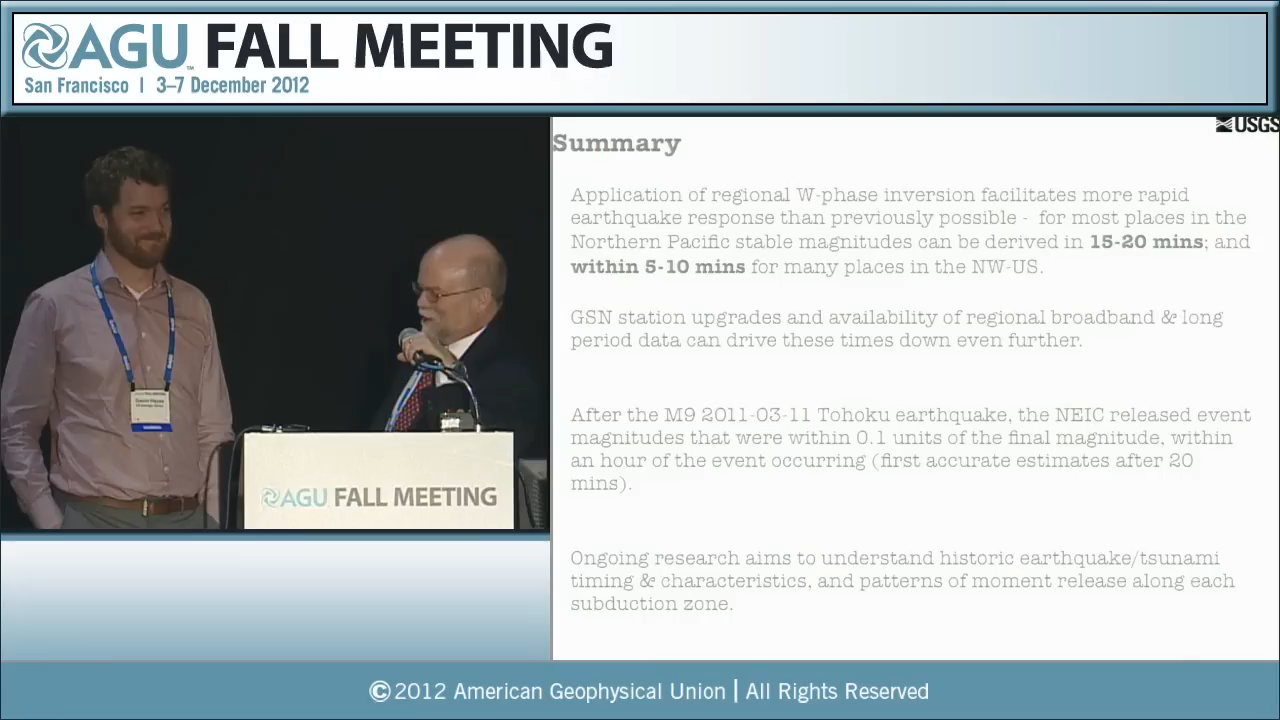 AGU FALL MEETING
San Francisco | 3–7 December 2012
USGS
Summary
Application of regional W-phase inversion facilitates more rapid
earthquake response than previously possible - for most places in the
Northern Pacific stable magnitudes can be derived in 15-20 mins; and
within 5-10 mins for many places in the NW-US.
GSN station upgrades and availability of regional broadband & long
period data can drive these times down even further.
After the M9 2011-03-11 Tohoku earthquake, the NEIC released event
magnitudes that were within 0.1 units of the final magnitude, within
an hour of the event occurring (first accurate estimates after 20
mins).
Ongoing research aims to understand historic earthquake/tsunami
timing & characteristics, and patterns of moment release along each
subduction zone.
AGU FALL MEETING
©2012 American Geophysical Union | All Rights Reserved